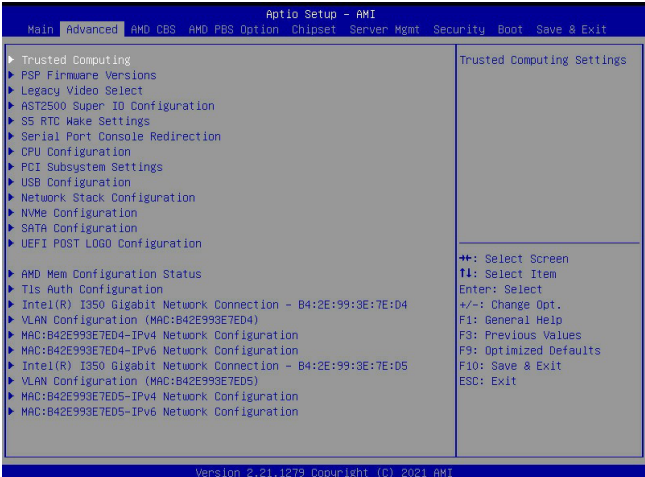 Aptio Setup - AMI
Main Advanced AMD CBS AMD PBS Option Chipset Server Mgmt Security Boot Save & Exit
Trusted Computing
PSP Firmware Versions
Legacy Video Select
AST2500 Super IO Configuration
S5 RTC Wake Settings
Serial Port Console Redirection
CPU Configuration
PCI Subsystem Settings
USB Configuration
Network Stack Configuration
NVMe Configuration
SATA Configuration
UEFI POST LOGO Configuration
AMD Mem Configuration Status
Tls Auth Configuration
Intel(R) I350 Gigabit Network Connection - B4:2E:99:3E:7E:D4
VLAN Configuration (MAC:B42E993E7ED4)
MAC:B42E993E7ED4-IPv4 Network Configuration
MAC:B42E993E7ED4-IPv6 Network Configuration
Intel(R) I350 Gigabit Network Connection - B4:2E:99:3E:7E:D5
VLAN Configuration (MAC:B42E993E7ED5)
MAC:B42E993E7ED5-IPv4 Network Configuration
MAC:B42E993E7ED5-IPv6 Network Configuration
Trusted Computing Settings
→←: Select Screen
↑↓: Select Item
Enter: Select
+/-: Change Opt.
F1: General Help
F3: Previous Values
F9: Optimized Defaults
F10: Save & Exit
ESC: Exit
Version 2.21.1279 Copyright (C) 2021 AMI